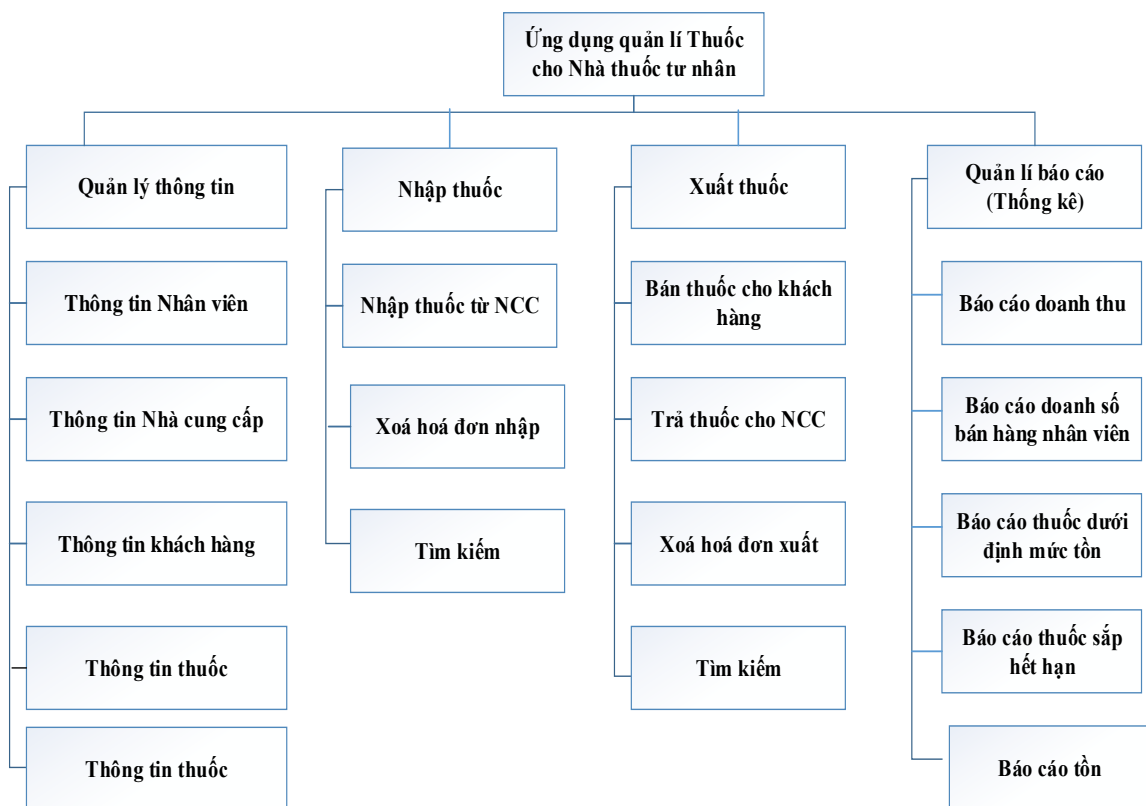 Ứng dụng quản lí Thuốc
cho Nhà thuốc tư nhân
Quản lý thông tin
Thông tin Nhân viên
Thông tin Nhà cung cấp
Thông tin khách hàng
Thông tin thuốc
Thông tin thuốc
Nhập thuốc
Nhập thuốc từ NCC
Xoá hoá đơn nhập
Tìm kiếm
Xuất thuốc
Bán thuốc cho khách
hàng
Trả thuốc cho NCC
Xoá hoá đơn xuất
Tìm kiếm
Quản lí báo cáo
(Thống kê)
Báo cáo doanh thu
Báo cáo doanh số
bán hàng nhân viên
Báo cáo thuốc dưới
định mức tồn
Báo cáo thuốc sắp
hết hạn
Báo cáo tồn